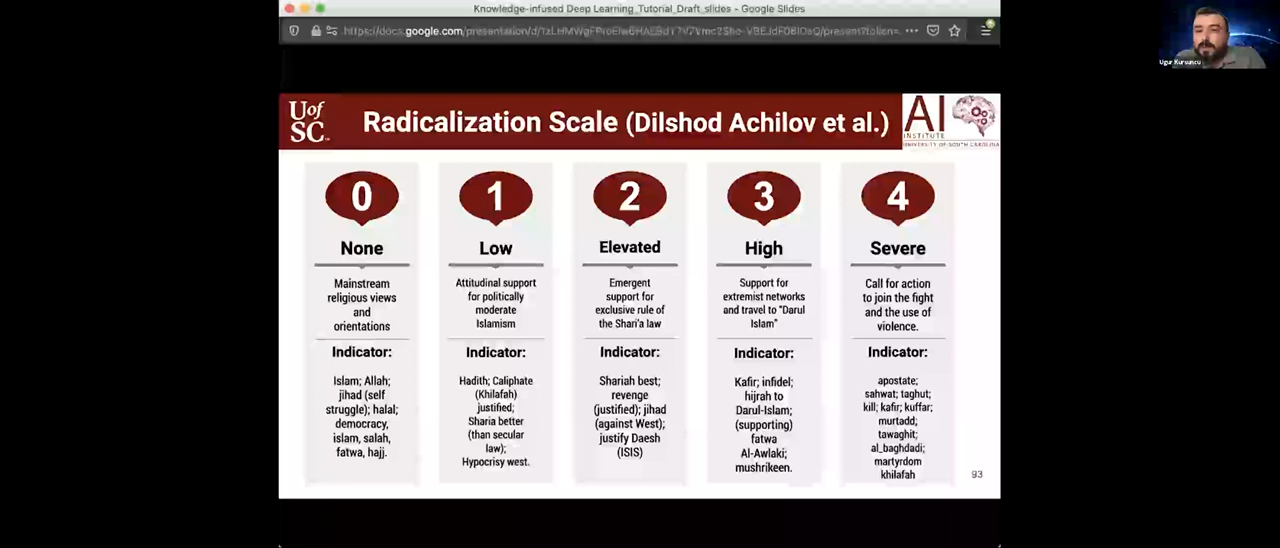 Knowledge-infused Deep Learning_Tutorial_Draft_slides - Google Slides
Ugur Kursuncu
UofSC
Radicalization Scale (Dilshod Achilov et al.)
AI
INSTITUTE
UNIVERSITY OF SOUTH CAROLINA
0
None
Mainstream
religious views
and
orientations
Indicator:
Islam; Allah;
jihad (self
struggle); halal;
democracy,
islam, salah,
fatwa, hajj.
1
Low
Attitudinal support
for politically
moderate
Islamism
Indicator:
Hadith; Caliphate
(Khilafah)
justified;
Sharia better
(than secular
law);
Hypocrisy west.
2
Elevated
Emergent
support for
exclusive rule of
the Shari'a law
Indicator:
Shariah best;
revenge
(justified); jihad
(against West);
justify Daesh
(ISIS)
3
High
Support for
extremist networks
and travel to "Darul
Islam"
Indicator:
Kafir; infidel;
hijrah to
Darul-Islam;
(supporting)
fatwa
Al-Awlaki;
mushrikeen.
4
Severe
Call for action
to join the fight
and the use of
violence.
Indicator:
apostate;
sahwat; taghut;
kill; kafir; kuffar;
murtadd;
tawaghit;
al_baghdadi;
martyrdom
khilafah
93